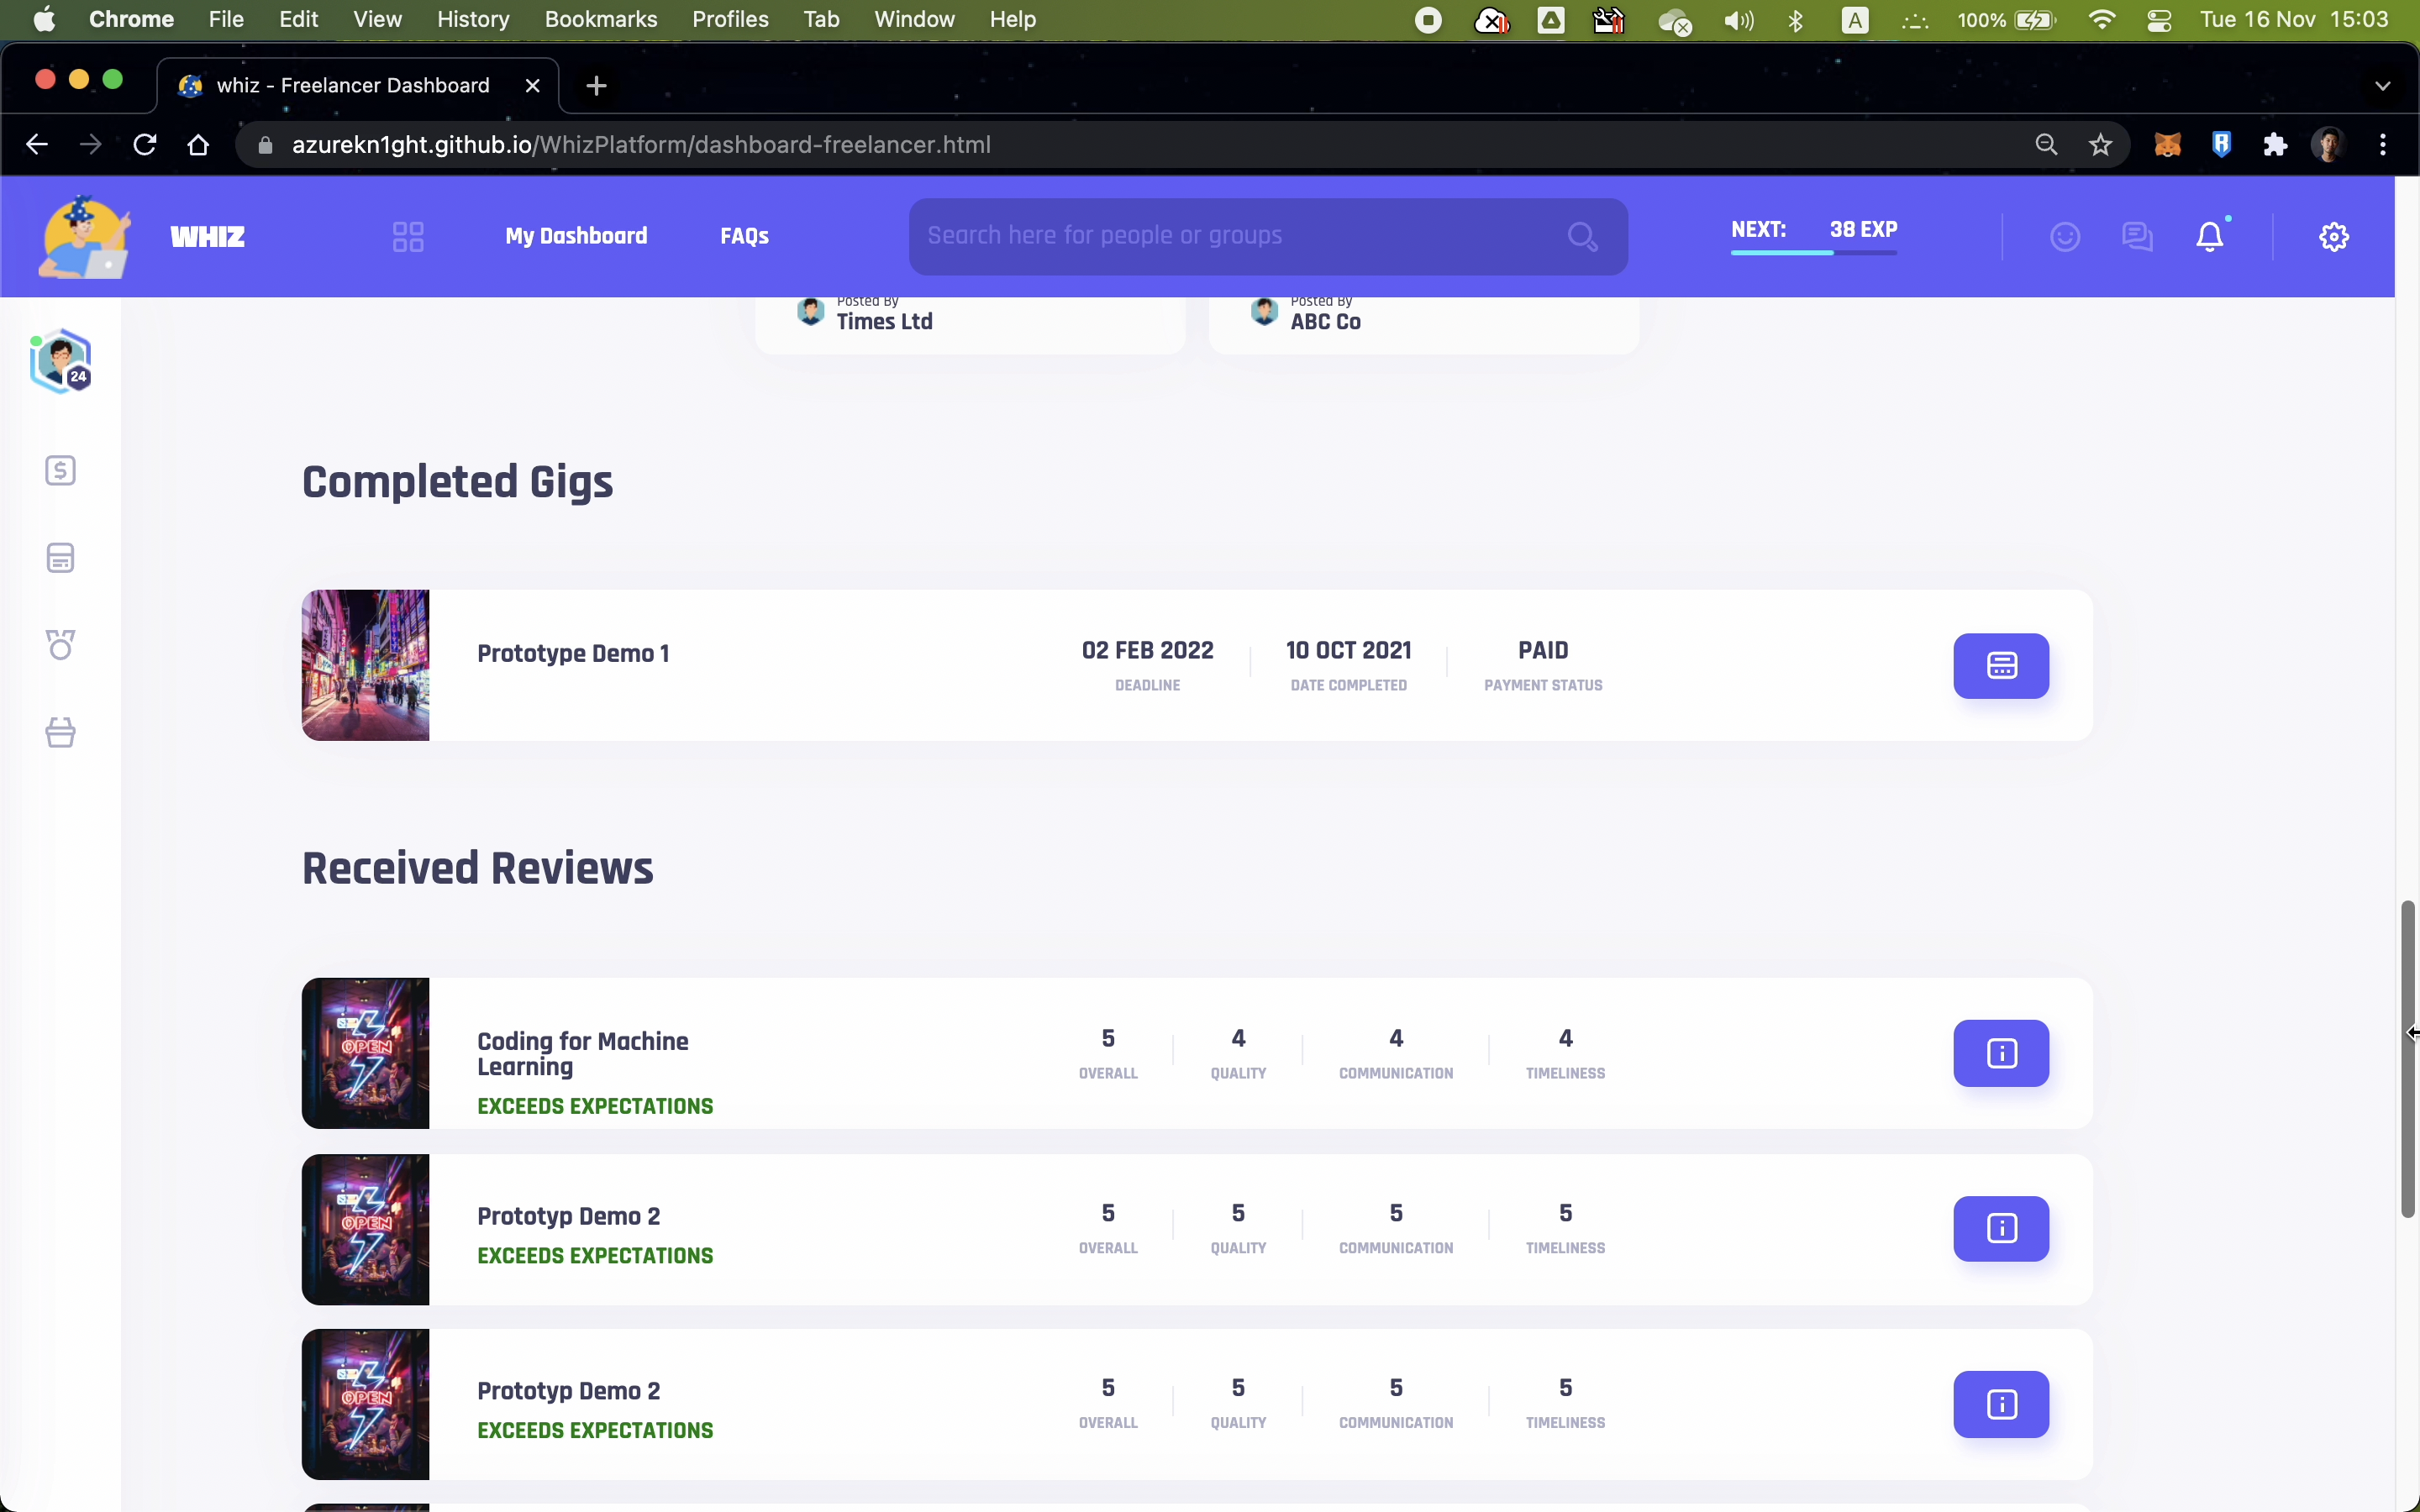 Chrome File Edit View History Bookmarks Profiles Tab Window Help A 100% Tue 16 Nov 15:03
whiz - Freelancer Dashboard
azurekn1ght.github.io/WhizPlatform/dashboard-freelancer.html
WHIZ My Dashboard FAQs Search here for people or groups NEXT: 38 EXP
Posted By Posted By
Times Ltd ABC Co
24
Completed Gigs
02 FEB 2022 10 OCT 2021 PAID
Prototype Demo 1
DEADLINE DATE COMPLETED PAYMENT STATUS
Received Reviews
5 4 4 4
Coding for Machine
Learning
OVERALL QUALITY COMMUNICATION TIMELINESS
EXCEEDS EXPECTATIONS
OPEN
5 5 5 5
Prototyp Demo 2
OVERALL QUALITY COMMUNICATION TIMELINESS
EXCEEDS EXPECTATIONS
OPEN
5 5 5 5
Prototyp Demo 2
OVERALL QUALITY COMMUNICATION TIMELINESS
EXCEEDS EXPECTATIONS
OPEN